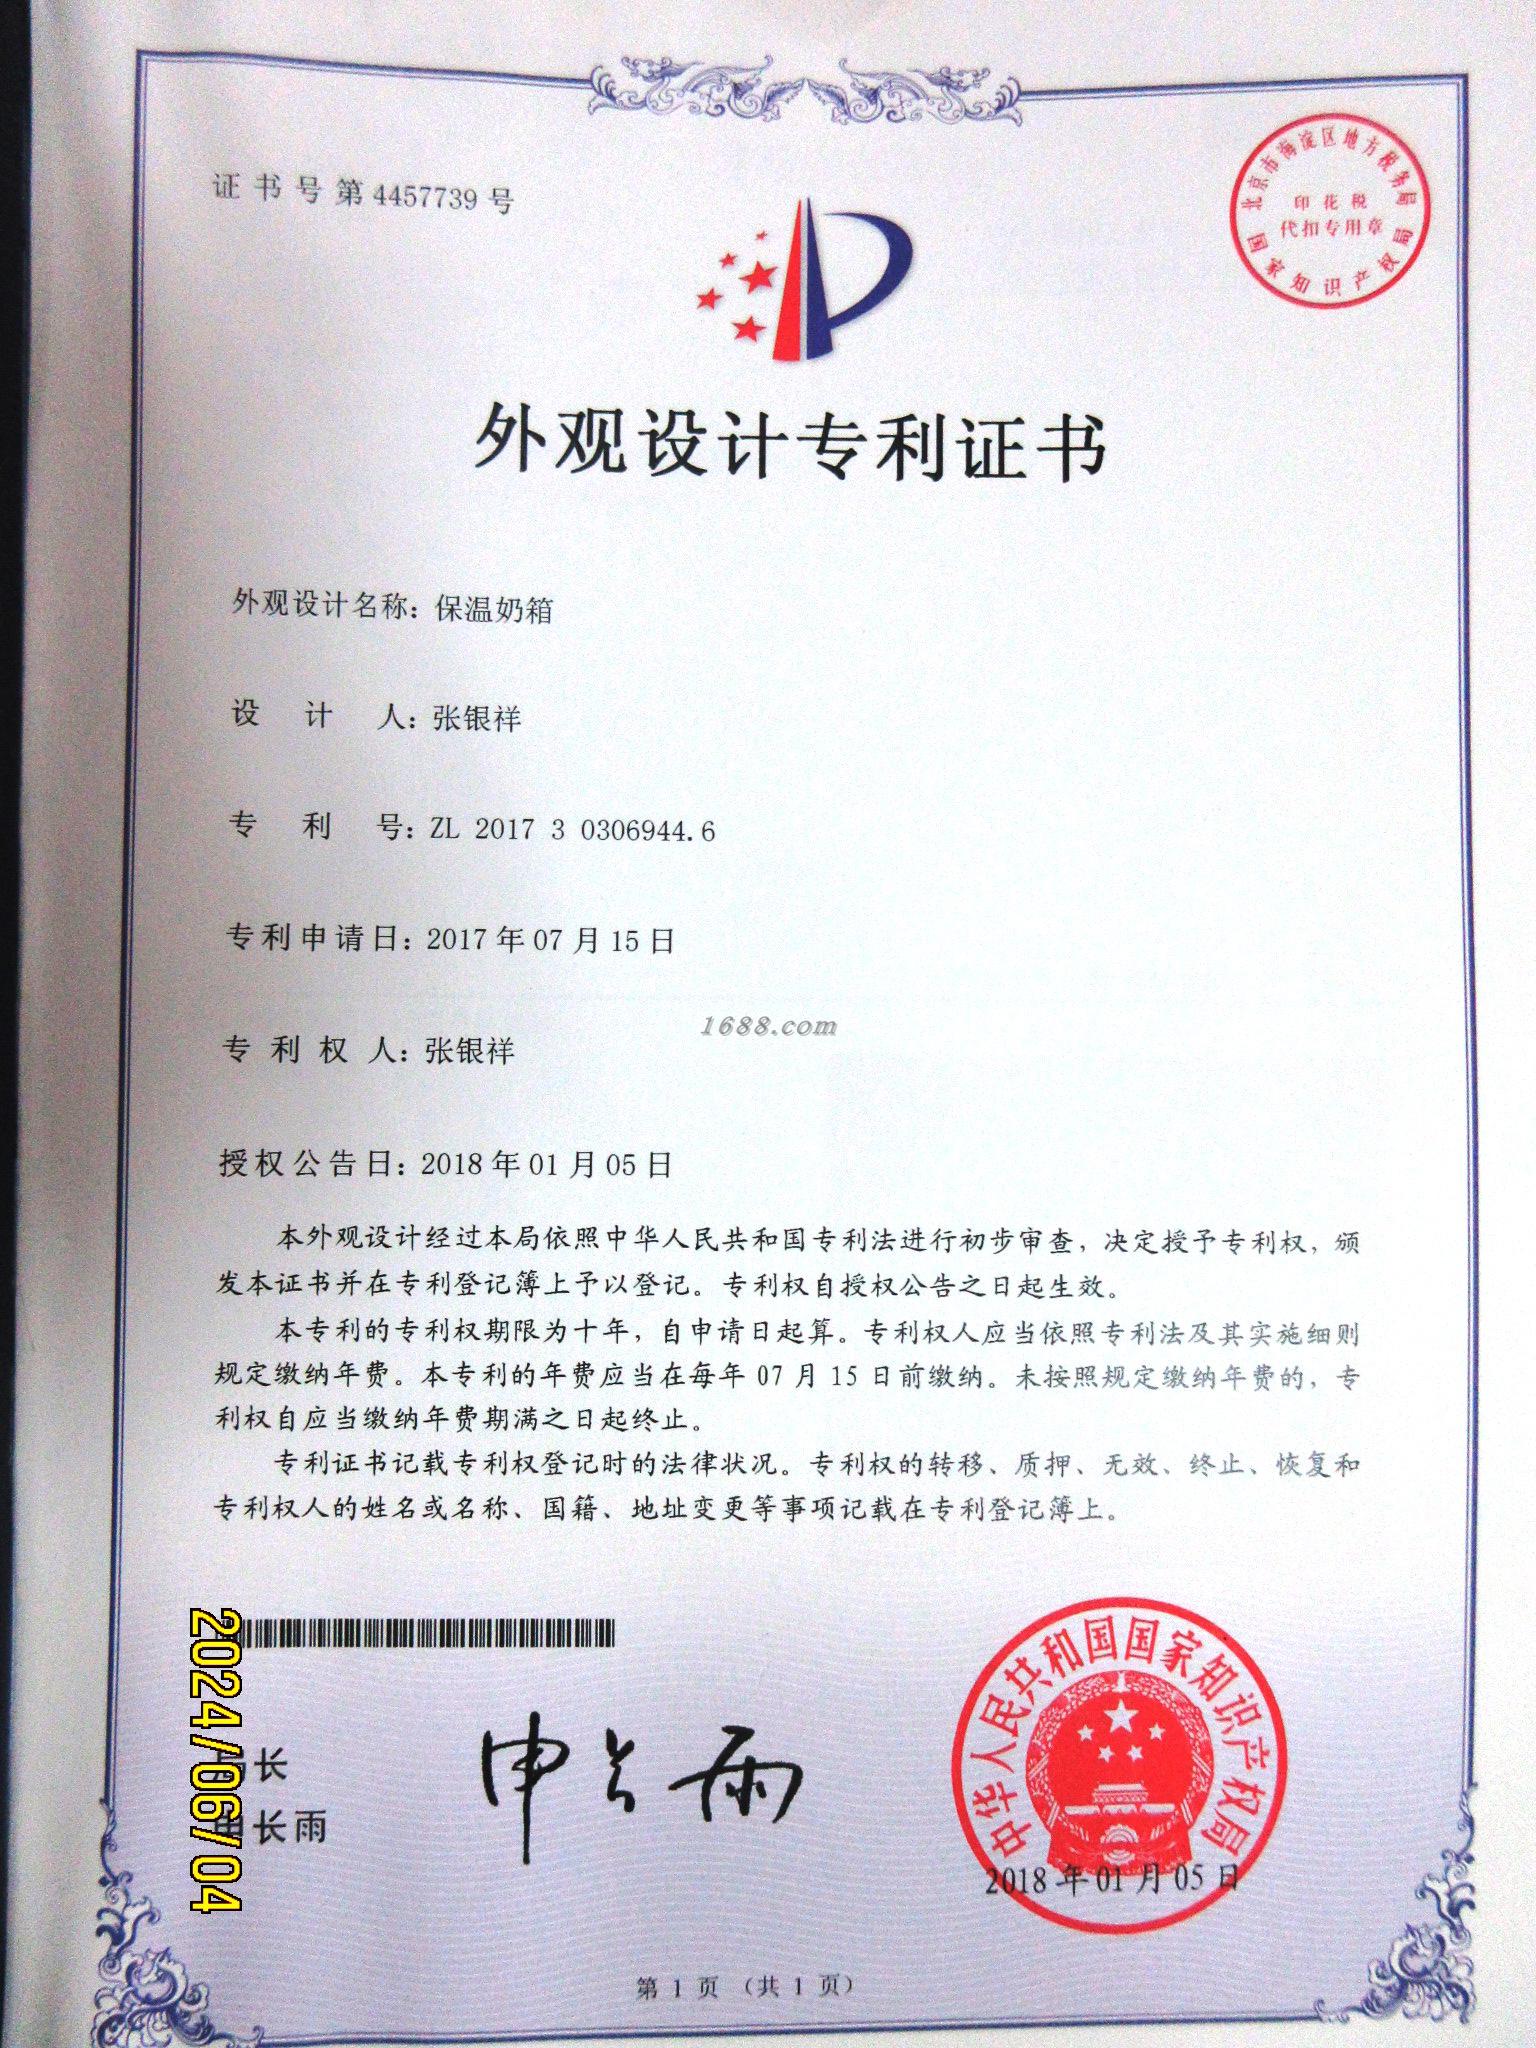 证书号第4457739号
北京市海淀区地方税务局
印花税
代扣专用章
国家知识产权局
外观设计专利证书
外观设计名称：保温奶箱
设计人：张银祥
专利号：ZL 2017 3 0306944.6
专利申请日：2017年07月15日
1688.com
专利权人：张银祥
授权公告日：2018年01月05日
本外观设计经过本局依照中华人民共和国专利法进行初步审查，决定授予专利权，颁
发本证书并在专利登记簿上予以登记。专利权自授权公告之日起生效。
本专利的专利权期限为十年，自申请日起算。专利权人应当依照专利法及其实施细则
规定缴纳年费。本专利的年费应当在每年07月15日前缴纳。未按照规定缴纳年费的，专
利权自应当缴纳年费期满之日起终止。
专利证书记载专利权登记时的法律状况。专利权的转移、质押、无效、终止、恢复和
专利权人的姓名或名称、国籍、地址变更等事项记载在专利登记簿上。
2024/06/04
局长
申长雨
申长雨
中华人民共和国国家知识产权局
2018年01月05日
第1页（共1页）